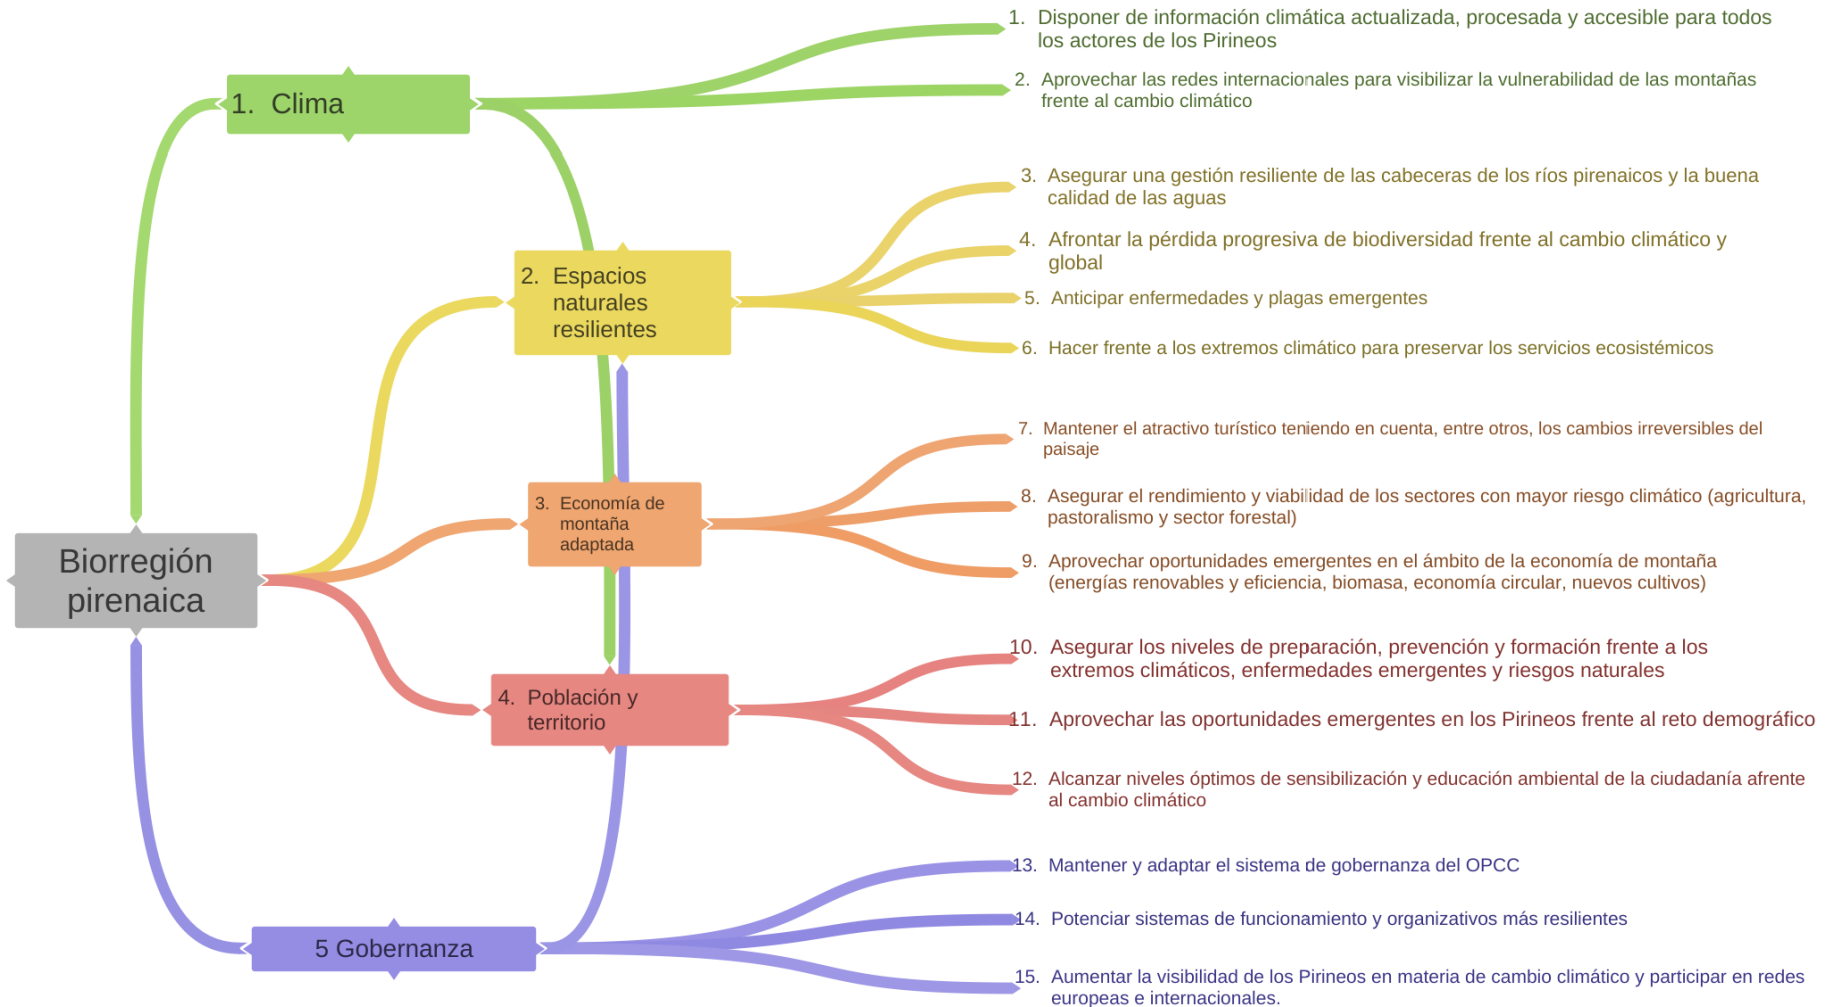 1. Disponer de información climática actualizada, procesada y accesible para todos
los actores de los Pirineos
1. Clima
2. Aprovechar las redes internacionales para visibilizar la vulnerabilidad de las montañas
frente al cambio climático
3. Asegurar una gestión resiliente de las cabeceras de los ríos pirenaicos y la buena
calidad de las aguas
4. Afrontar la pérdida progresiva de biodiversidad frente al cambio climático y
global
2. Espacios
naturales
resilientes
5. Anticipar enfermedades y plagas emergentes
6. Hacer frente a los extremos climático para preservar los servicios ecosistémicos
7. Mantener el atractivo turístico teniendo en cuenta, entre otros, los cambios irreversibles del
paisaje
3. Economía de
montaña
adaptada
8. Asegurar el rendimiento y viabilidad de los sectores con mayor riesgo climático (agricultura,
pastoralismo y sector forestal)
9. Aprovechar oportunidades emergentes en el ámbito de la economía de montaña
(energías renovables y eficiencia, biomasa, economía circular, nuevos cultivos)
Biorregión
pirenaica
10. Asegurar los niveles de preparación, prevención y formación frente a los
extremos climáticos, enfermedades emergentes y riesgos naturales
4. Población y
territorio
11. Aprovechar las oportunidades emergentes en los Pirineos frente al reto demográfico
12. Alcanzar niveles óptimos de sensibilización y educación ambiental de la ciudadanía afrente
al cambio climático
13. Mantener y adaptar el sistema de gobernanza del OPCC
14. Potenciar sistemas de funcionamiento y organizativos más resilientes
5 Gobernanza
15. Aumentar la visibilidad de los Pirineos en materia de cambio climático y participar en redes
europeas e internacionales.